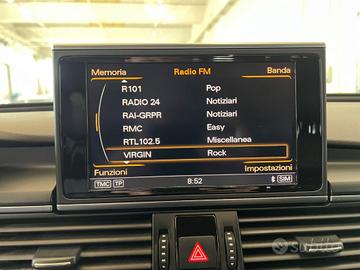 Memoria Radio FM Banda
R101 Pop
RADIO 24 Notiziari
RAI-GRPR Notiziari
RMC Easy
RTL102.5 Miscellanea
VIRGIN Rock
Funzioni Impostazioni
TMC TP 8:52 SIM
subito